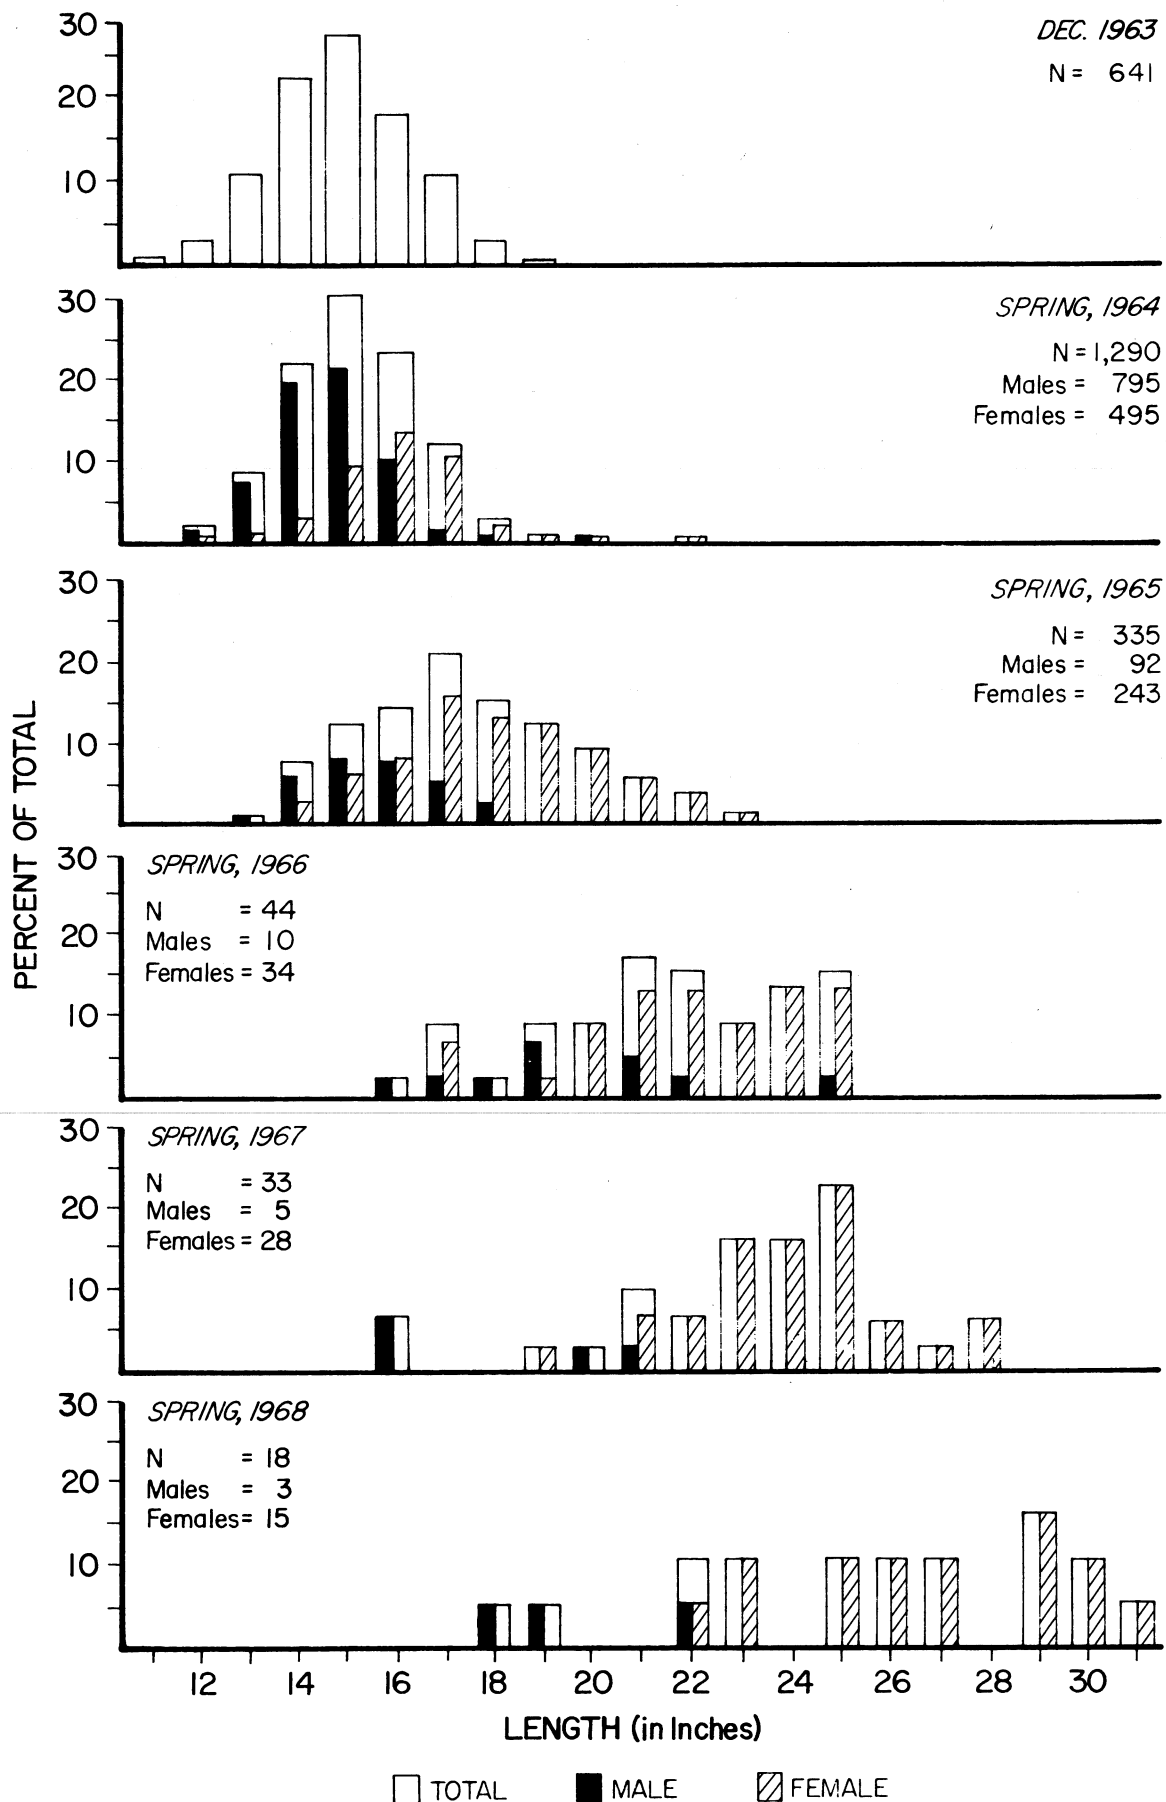 PERCENT OF TOTAL
30
20
10
DEC. 1963
N = 641
30
20
10
SPRING, 1964
N = 1,290
Males = 795
Females = 495
30
20
10
SPRING, 1965
N = 335
Males = 92
Females = 243
30
20
10
SPRING, 1966
N = 44
Males = 10
Females = 34
30
20
10
SPRING, 1967
N = 33
Males = 5
Females = 28
30
20
10
SPRING, 1968
N = 18
Males = 3
Females = 15
12 14 16 18 20 22 24 26 28 30
LENGTH (in Inches)
TOTAL MALE FEMALE